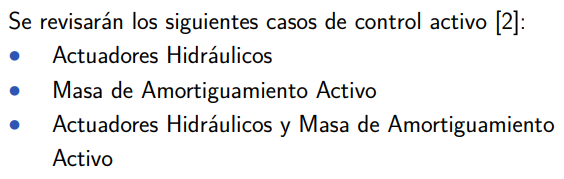 Se revisarán los siguientes casos de control activo [2]:
● Actuadores Hidráulicos
● Masa de Amortiguamiento Activo
● Actuadores Hidráulicos y Masa de Amortiguamiento
Activo